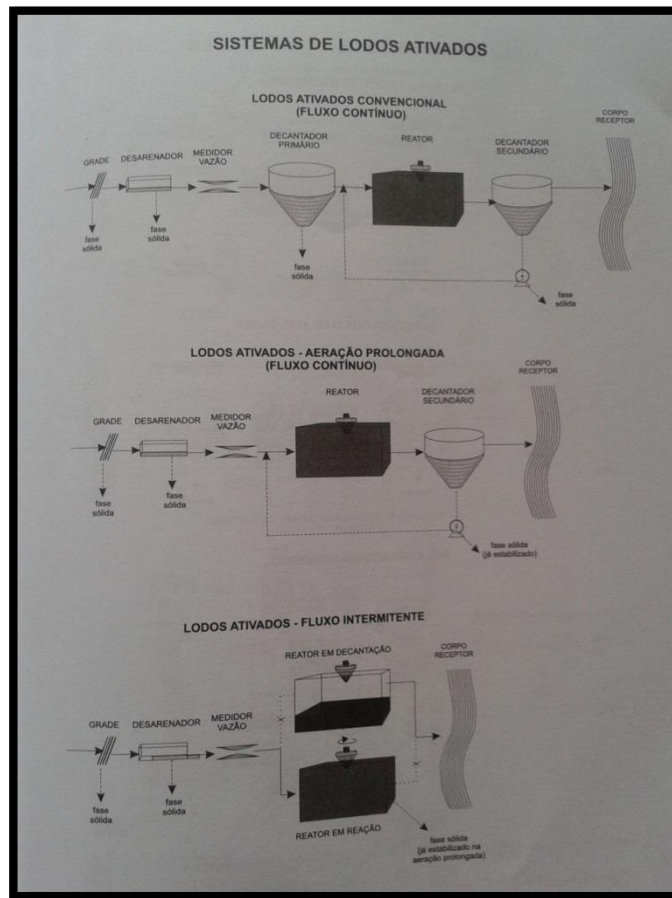 SISTEMAS DE LODOS ATIVADOS
LODOS ATIVADOS CONVENCIONAL
(FLUXO CONTÍNUO)
GRADE
DESARENADOR
MEDIDOR
VAZÃO
DECANTADOR
PRIMÁRIO
REATOR
DECANTADOR
SECUNDÁRIO
CORPO
RECEPTOR
fase
sólida
fase
sólida
fase
sólida
fase
sólida
LODOS ATIVADOS - AERAÇÃO PROLONGADA
(FLUXO CONTÍNUO)
GRADE
DESARENADOR
MEDIDOR
VAZÃO
REATOR
DECANTADOR
SECUNDÁRIO
CORPO
RECEPTOR
fase
sólida
fase
sólida
fase sólida
(já estabilizado)
LODOS ATIVADOS - FLUXO INTERMITENTE
REATOR EM DECANTAÇÃO
CORPO
RECEPTOR
GRADE
DESARENADOR
MEDIDOR
VAZÃO
fase
sólida
fase
sólida
REATOR EM REAÇÃO
fase sólida
(já estabilizado na
aeração prolongada)